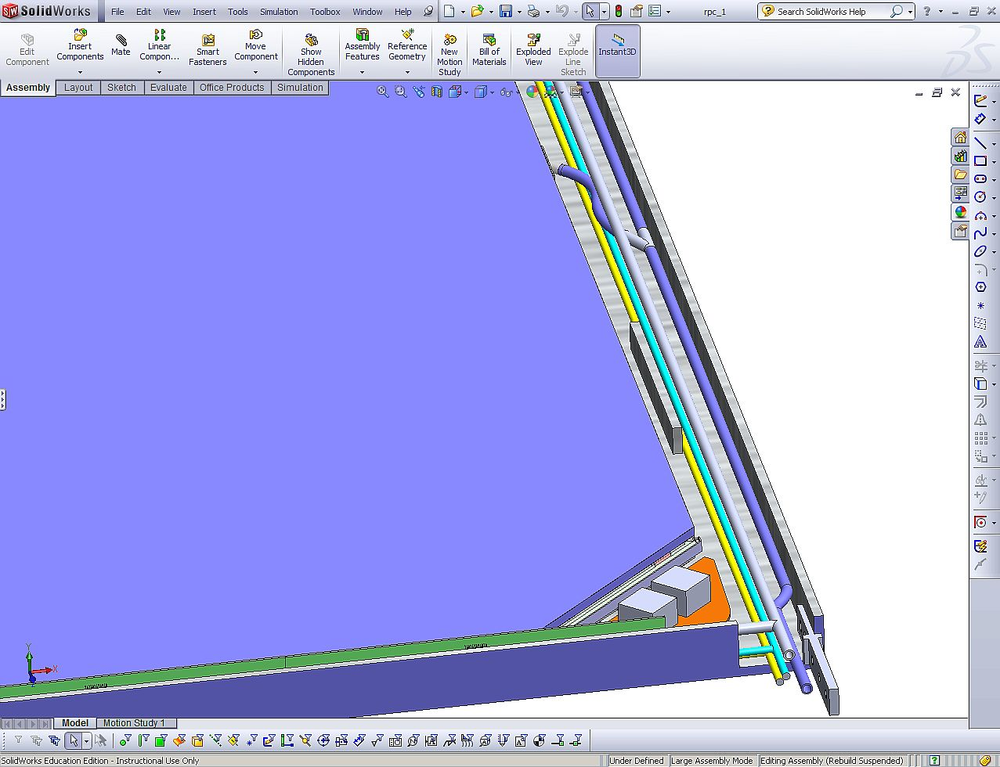 SolidWorks File Edit View Insert Tools Simulation Toolbox Window Help rpc_1 Search SolidWorks Help
Edit Component
Insert Components
Mate
Linear Compon...
Smart Fasteners
Move Component
Show Hidden Components
Assembly Features
Reference Geometry
New Motion Study
Bill of Materials
Exploded View
Explode Line Sketch
Instant3D
Assembly Layout Sketch Evaluate Office Products Simulation
Y
X
Model Motion Study 1
SolidWorks Education Edition - Instructional Use Only Under Defined Large Assembly Mode Editing Assembly (Rebuild Suspended)